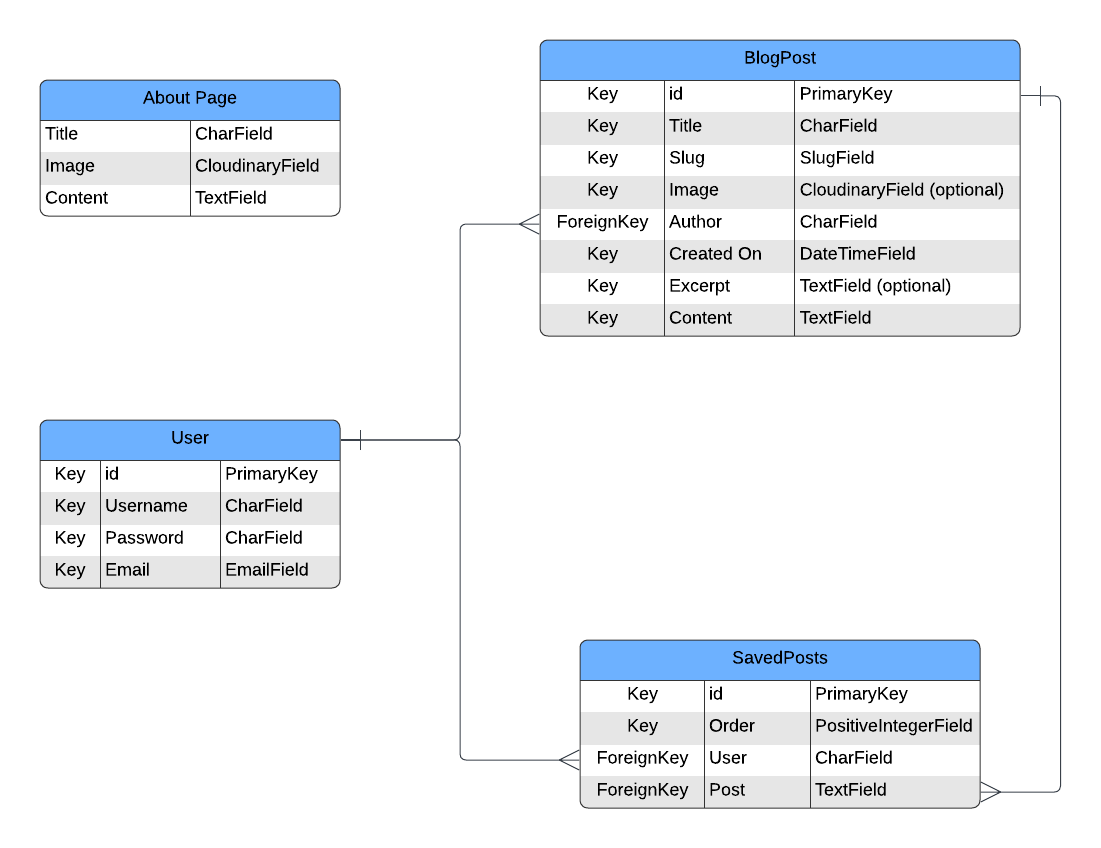 About Page
Title CharField
Image CloudinaryField
Content TextField
BlogPost
Key id PrimaryKey
Key Title CharField
Key Slug SlugField
Key Image CloudinaryField (optional)
ForeignKey Author CharField
Key Created On DateTimeField
Key Excerpt TextField (optional)
Key Content TextField
User
Key id PrimaryKey
Key Username CharField
Key Password CharField
Key Email EmailField
SavedPosts
Key id PrimaryKey
Key Order PositiveIntegerField
ForeignKey User CharField
ForeignKey Post TextField